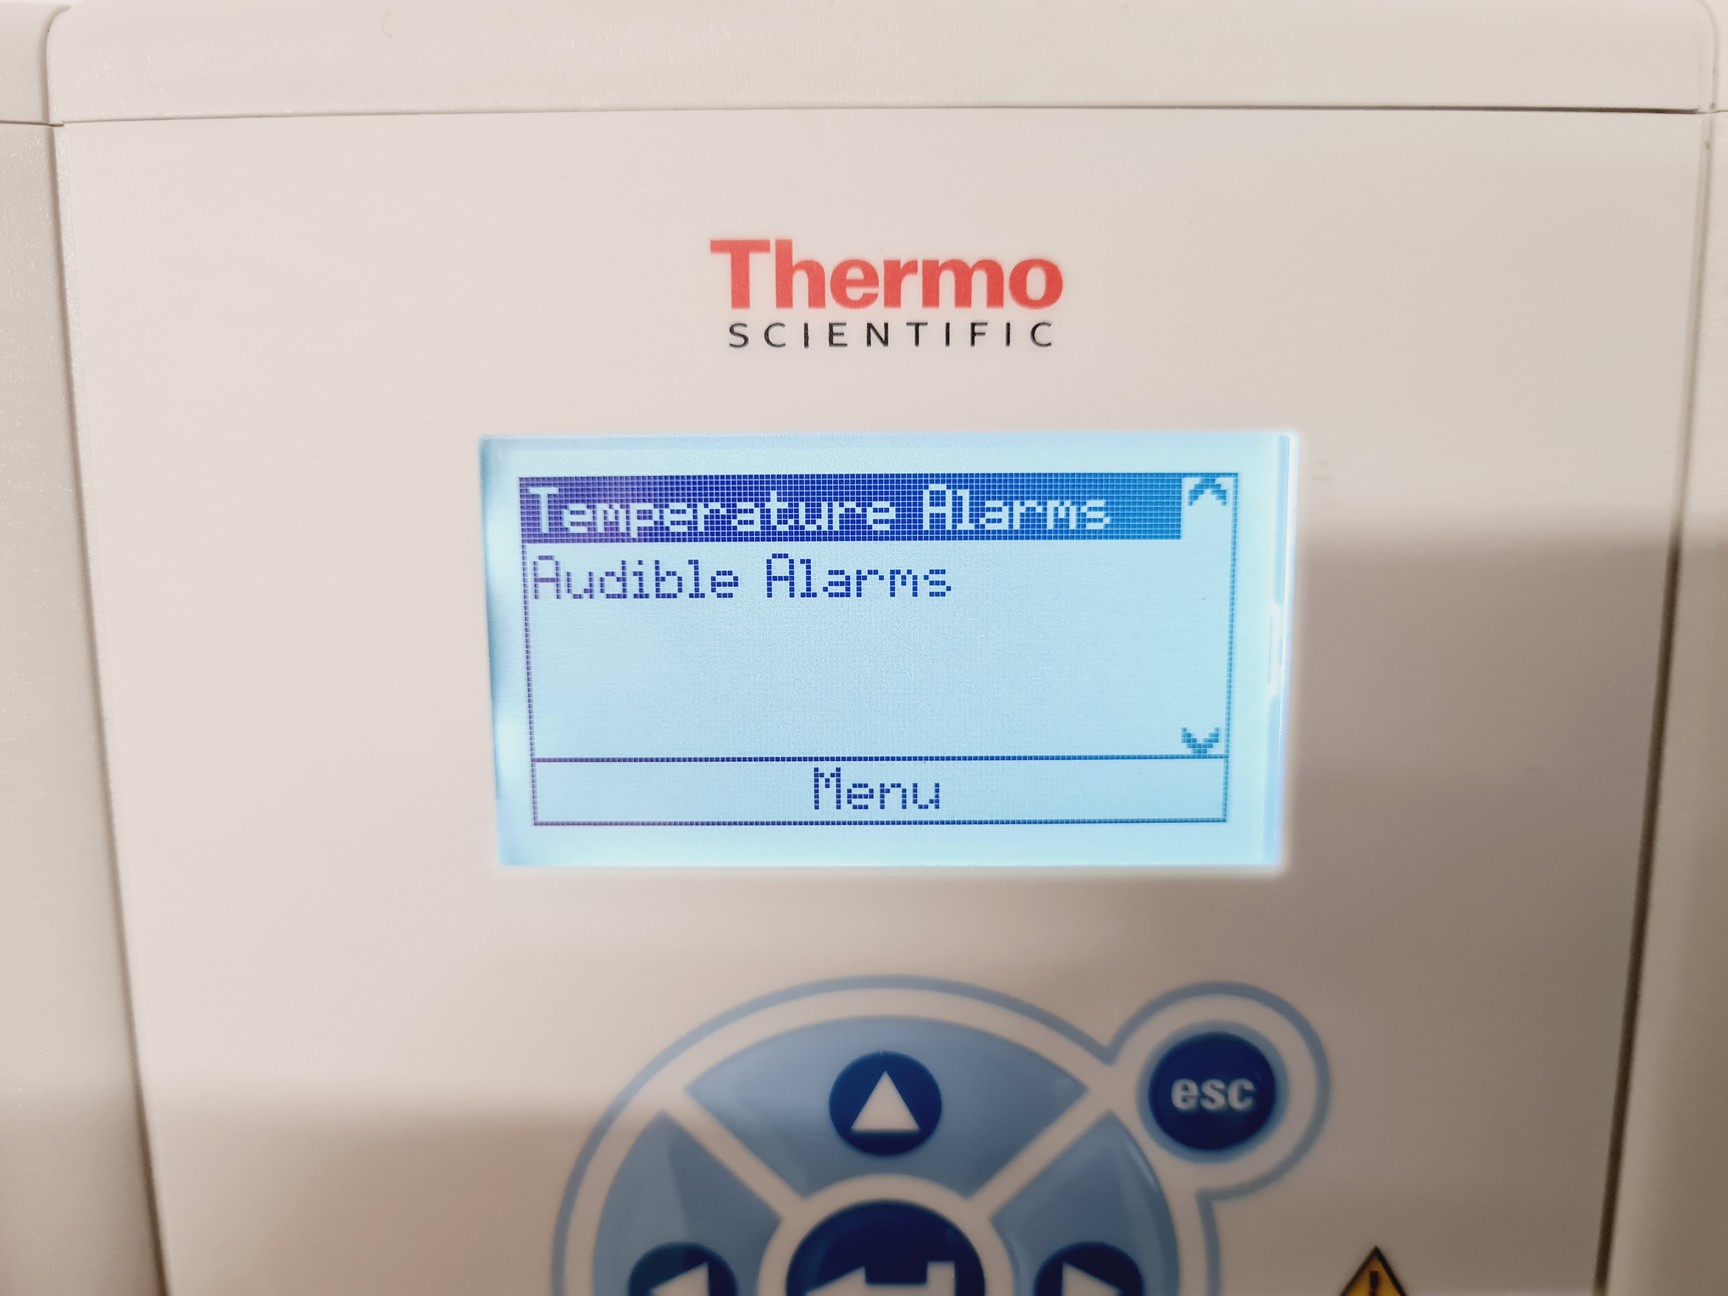 Thermo
SCIENTIFIC
Temperature Alarms
Audible Alarms
Menu
esc